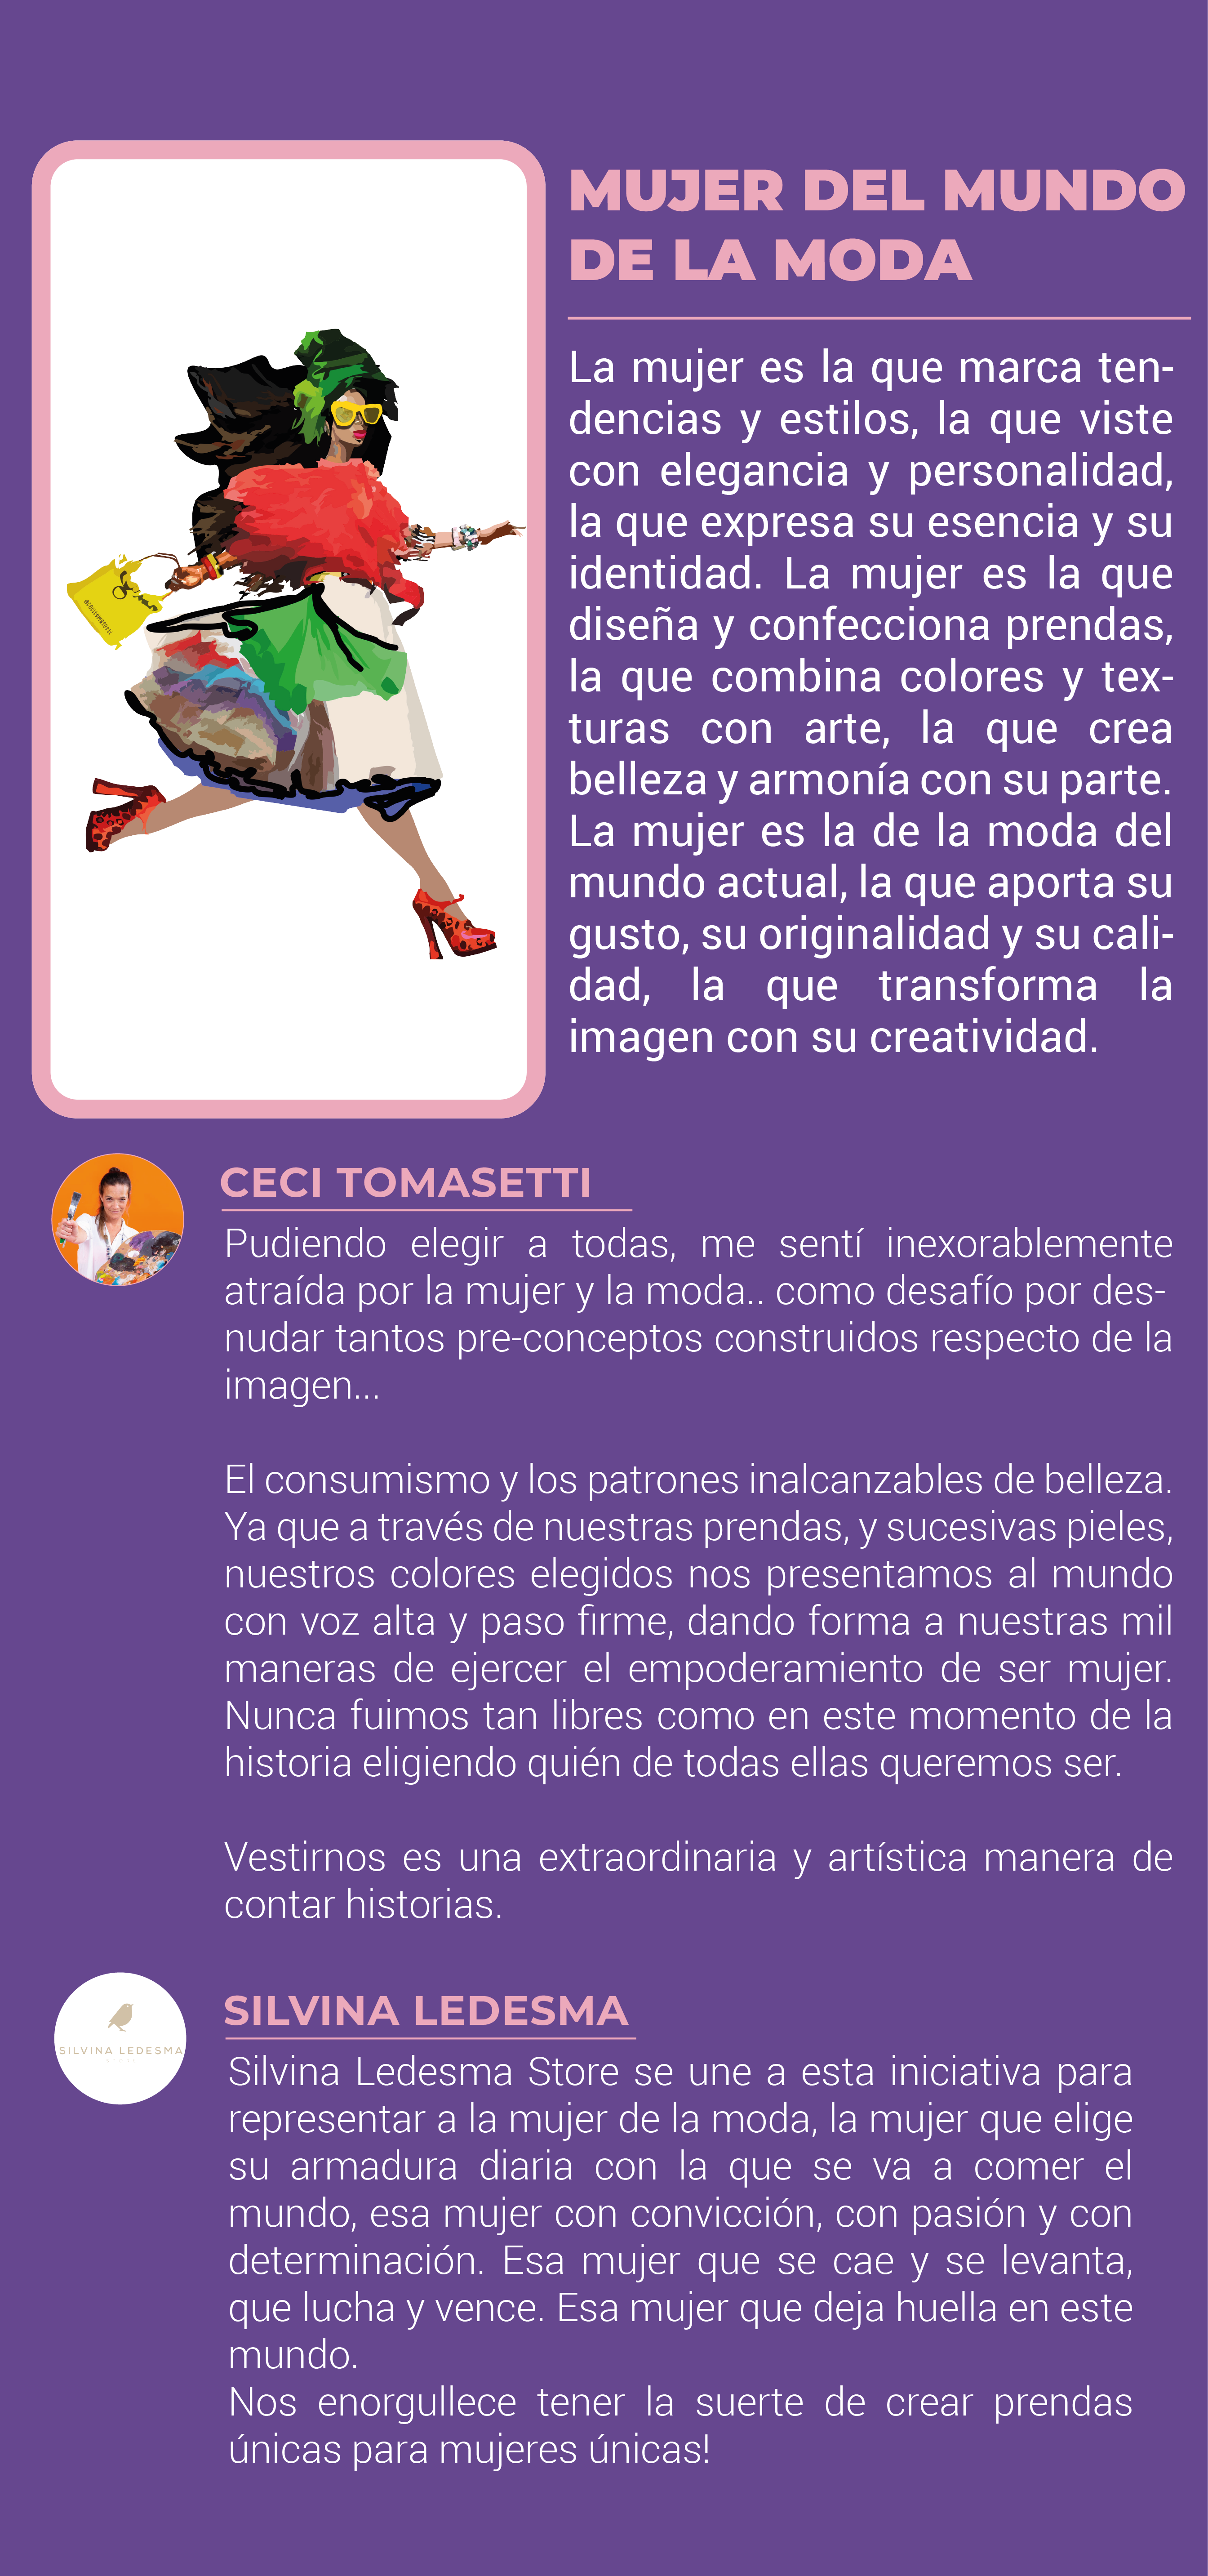 MUJER DEL MUNDO
DE LA MODA
La mujer es la que marca ten-
dencias y estilos, la que viste
con elegancia y personalidad,
la que expresa su esencia y su
identidad. La mujer es la que
diseña y confecciona prendas,
la que combina colores y tex-
turas con arte, la que crea
belleza y armonía con su parte.
La mujer es la de la moda del
mundo actual, la que aporta su
gusto, su originalidad y su cali-
dad, la que transforma la
imagen con su creatividad.
CECI TOMASETTI
Pudiendo elegir a todas, me sentí inexorablemente
atraída por la mujer y la moda.. como desafío por des-
nudar tantos pre-conceptos construidos respecto de la
imagen...
El consumismo y los patrones inalcanzables de belleza.
Ya que a través de nuestras prendas, y sucesivas pieles,
nuestros colores elegidos nos presentamos al mundo
con voz alta y paso firme, dando forma a nuestras mil
maneras de ejercer el empoderamiento de ser mujer.
Nunca fuimos tan libres como en este momento de la
historia eligiendo quién de todas ellas queremos ser.
Vestirnos es una extraordinaria y artística manera de
contar historias.
SILVINA LEDESMA
SILVINA LEDESMA
Silvina Ledesma Store se une a esta iniciativa para
representar a la mujer de la moda, la mujer que elige
su armadura diaria con la que se va a comer el
mundo, esa mujer con convicción, con pasión y con
determinación. Esa mujer que se cae y se levanta,
que lucha y vence. Esa mujer que deja huella en este
mundo.
Nos enorgullece tener la suerte de crear prendas
únicas para mujeres únicas!